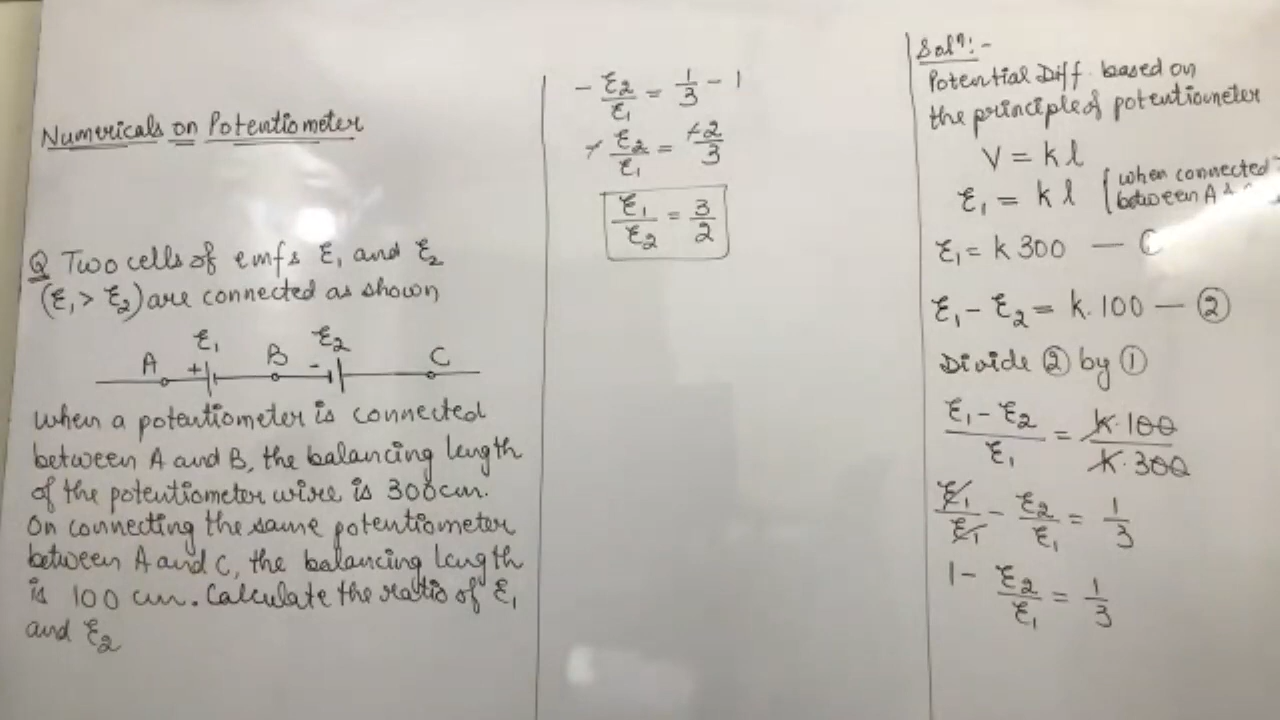 Numericals on Potentiometer
Q Two cells of emfs ε₁ and ε₂
(ε₁ > ε₂) are connected as shown
A + ε₁ B - ε₂ C
when a potentiometer is connected
between A and B, the balancing length
of the potentiometer wire is 300cm.
On connecting the same potentiometer
between A and C, the balancing length
is 100 cm. Calculate the ratio of ε₁
and ε₂
Solⁿ:-
Potential Diff. based on
the principle of potentiometer
V = k l
ε₁ = k l { when connected
between A &
ε₁ = k 300 —
ε₁ - ε₂ = k. 100 — ②
Divide ② by ①
ε₁ - ε₂ / ε₁ = k. 100 / k. 300
ε₁/ε₁ - ε₂/ε₁ = 1/3
1 - ε₂/ε₁ = 1/3
- ε₂/ε₁ = 1/3 - 1
- ε₂/ε₁ = -2/3
ε₁/ε₂ = 3/2